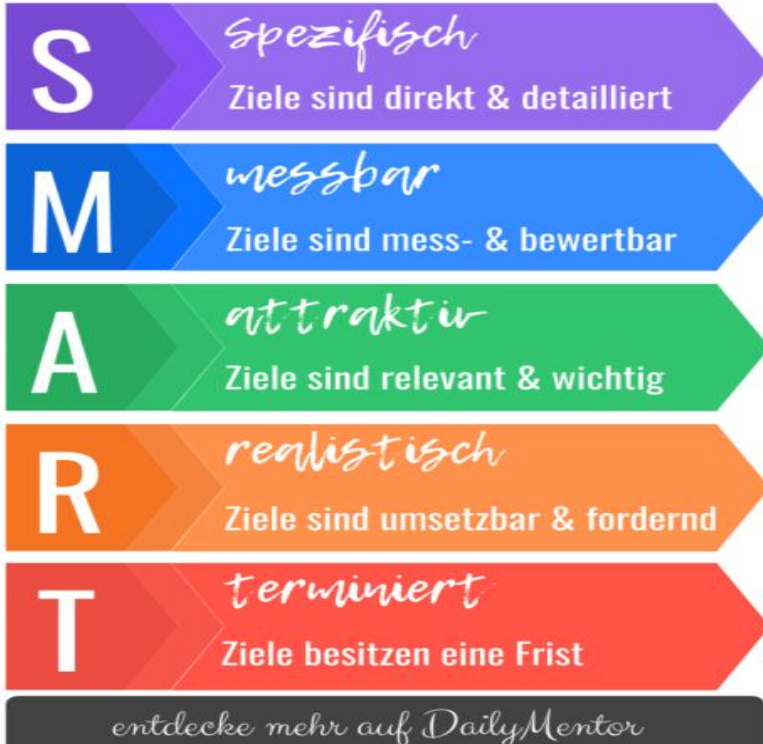 S
spezifisch
Ziele sind direkt & detailliert
M
messbar
Ziele sind mess- & bewertbar
A
attraktiv
Ziele sind relevant & wichtig
R
realistisch
Ziele sind umsetzbar & fordernd
T
terminiert
Ziele besitzen eine Frist
entdecke mehr auf DailyMentor